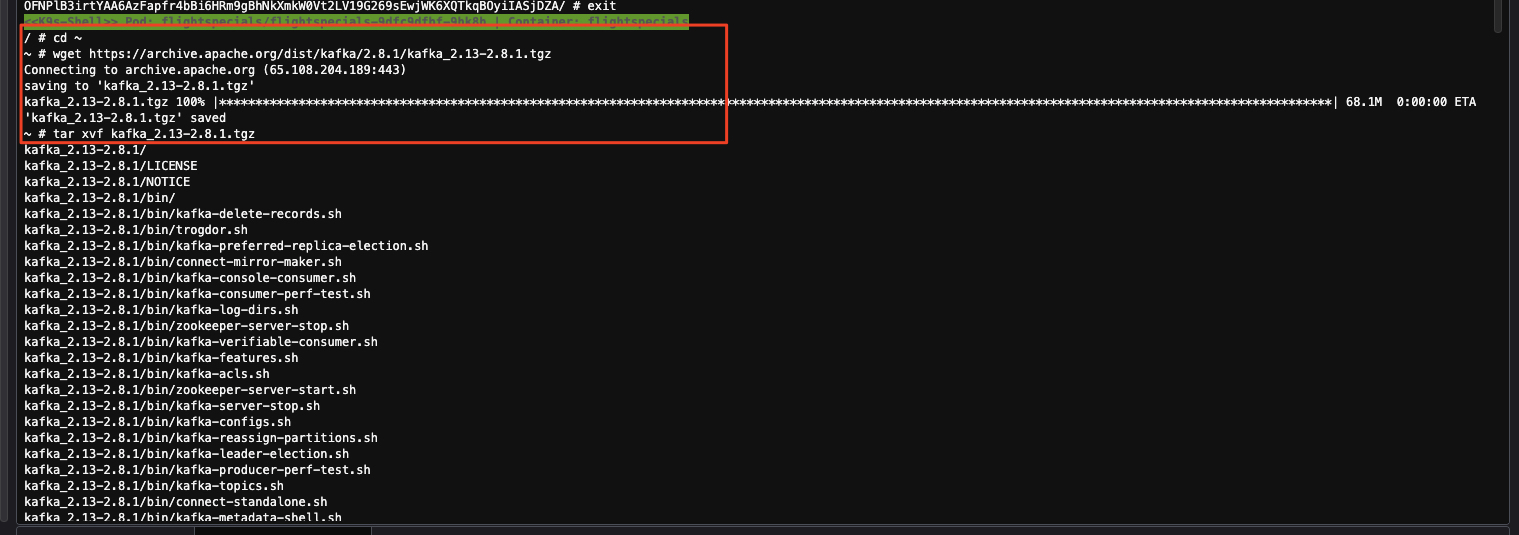 OFNPlB3irtYAA6AzFapfr4bBi6HRm9gBhNkXmkW0Vt2LV19G269sEwjWK6XQTkqBOyiIASjDZA/ # exit
<<K9s-Shell>> Pod: flightspecials/flightspecials-9dfc9dfbf-9bk8b | Container: flightspecials
/ # cd ~
~ # wget https://archive.apache.org/dist/kafka/2.8.1/kafka_2.13-2.8.1.tgz
Connecting to archive.apache.org (65.108.204.189:443)
saving to 'kafka_2.13-2.8.1.tgz'
kafka_2.13-2.8.1.tgz 100% |**********************************************************************************************************************************************************| 68.1M 0:00:00 ETA
'kafka_2.13-2.8.1.tgz' saved
~ # tar xvf kafka_2.13-2.8.1.tgz
kafka_2.13-2.8.1/
kafka_2.13-2.8.1/LICENSE
kafka_2.13-2.8.1/NOTICE
kafka_2.13-2.8.1/bin/
kafka_2.13-2.8.1/bin/kafka-delete-records.sh
kafka_2.13-2.8.1/bin/trogdor.sh
kafka_2.13-2.8.1/bin/kafka-preferred-replica-election.sh
kafka_2.13-2.8.1/bin/connect-mirror-maker.sh
kafka_2.13-2.8.1/bin/kafka-console-consumer.sh
kafka_2.13-2.8.1/bin/kafka-consumer-perf-test.sh
kafka_2.13-2.8.1/bin/kafka-log-dirs.sh
kafka_2.13-2.8.1/bin/zookeeper-server-stop.sh
kafka_2.13-2.8.1/bin/kafka-verifiable-consumer.sh
kafka_2.13-2.8.1/bin/kafka-features.sh
kafka_2.13-2.8.1/bin/kafka-acls.sh
kafka_2.13-2.8.1/bin/zookeeper-server-start.sh
kafka_2.13-2.8.1/bin/kafka-server-stop.sh
kafka_2.13-2.8.1/bin/kafka-configs.sh
kafka_2.13-2.8.1/bin/kafka-reassign-partitions.sh
kafka_2.13-2.8.1/bin/kafka-leader-election.sh
kafka_2.13-2.8.1/bin/kafka-producer-perf-test.sh
kafka_2.13-2.8.1/bin/kafka-topics.sh
kafka_2.13-2.8.1/bin/connect-standalone.sh
kafka_2.13-2.8.1/bin/kafka-metadata-shell.sh